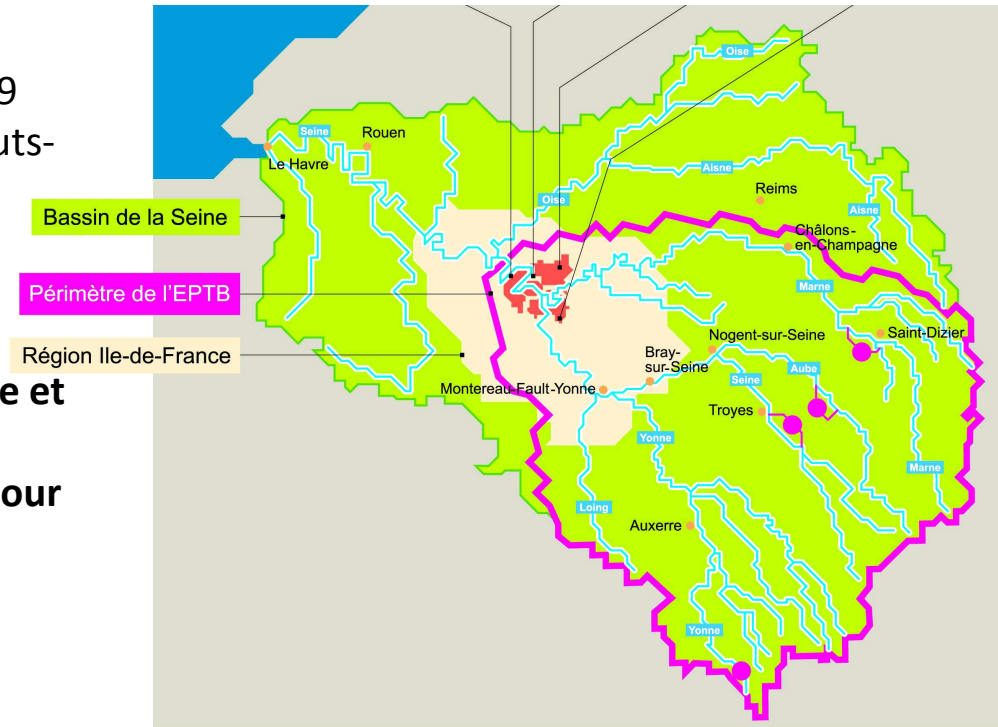 9
uts-
Bassin de la Seine
Périmètre de l'EPTB
Région Ile-de-France
e et
our
Oise
Seine
Rouen
Le Havre
Aisne
Oise
Reims
Aisne
Châlons-
en-Champagne
Marne
Nogent-sur-Seine
Saint-Dizier
Bray-
sur-Seine
Montereau-Fault-Yonne
Seine
Aube
Troyes
Yonne
Marne
Loing
Auxerre
Yonne